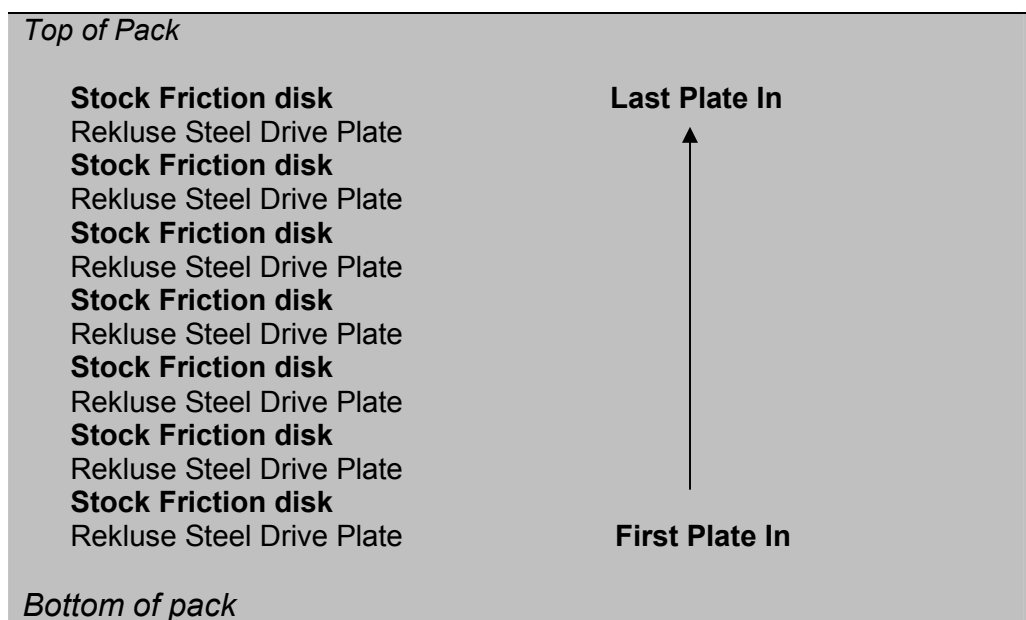 Top of Pack
Stock Friction disk Last Plate In
Rekluse Steel Drive Plate
Stock Friction disk
Rekluse Steel Drive Plate
Stock Friction disk
Rekluse Steel Drive Plate
Stock Friction disk
Rekluse Steel Drive Plate
Stock Friction disk
Rekluse Steel Drive Plate
Stock Friction disk
Rekluse Steel Drive Plate
Stock Friction disk
Rekluse Steel Drive Plate First Plate In
Bottom of pack